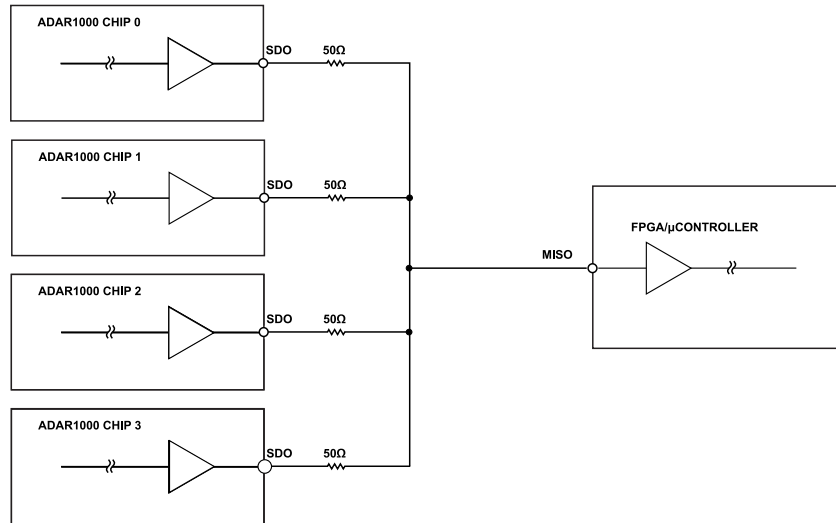 ADAR1000 CHIP 0
SDO
50Ω
ADAR1000 CHIP 1
SDO
50Ω
FPGA/μCONTROLLER
MISO
ADAR1000 CHIP 2
SDO
50Ω
ADAR1000 CHIP 3
SDO
50Ω